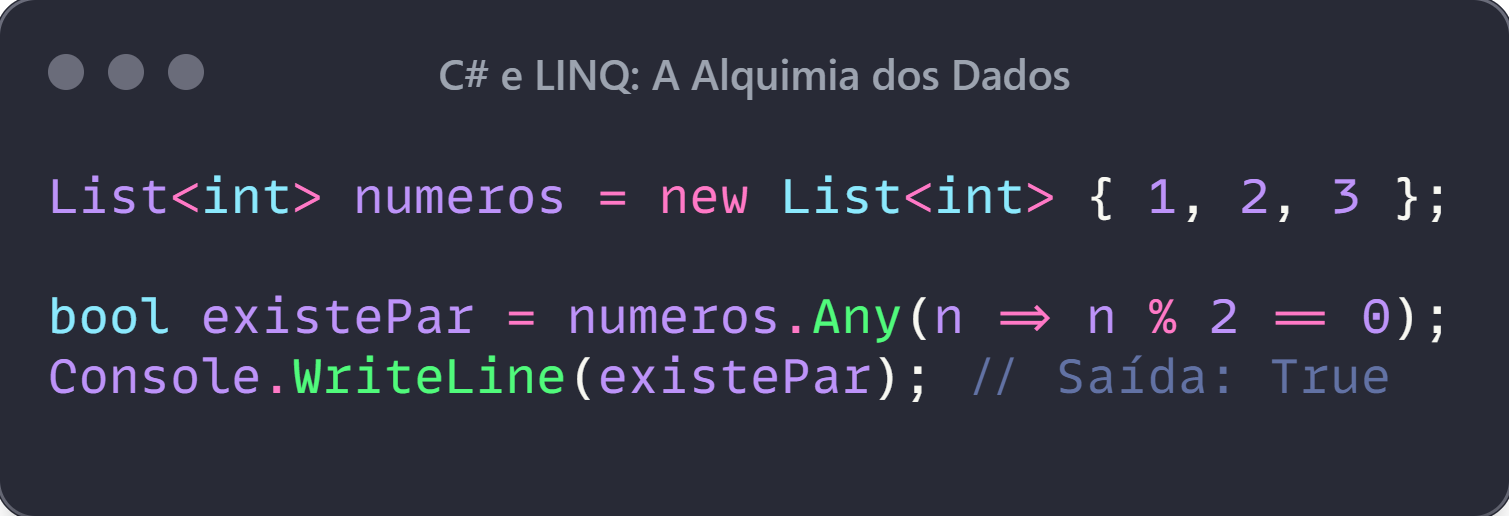 C# e LINQ: A Alquimia dos Dados
List<int> numeros = new List<int> { 1, 2, 3 };
bool existePar = numeros.Any(n => n % 2 == 0);
Console.WriteLine(existePar); // Saída: True